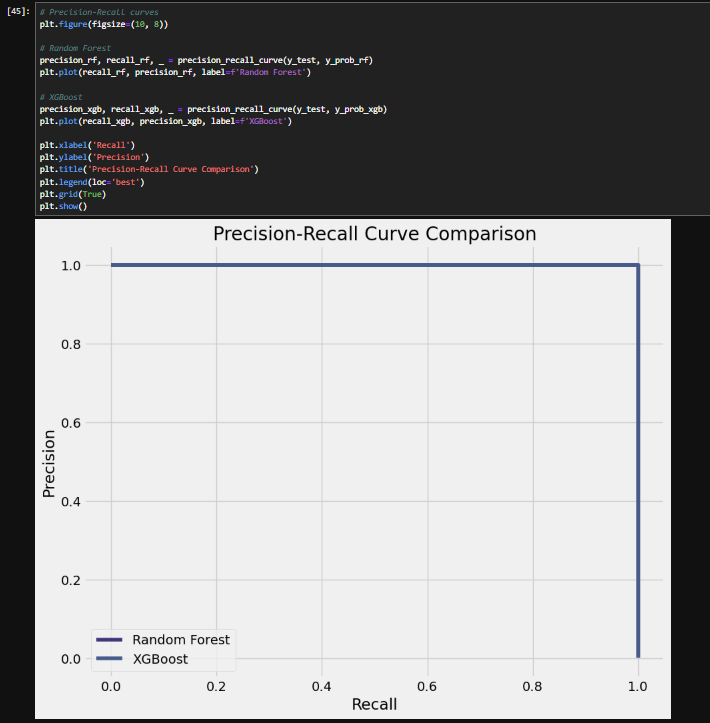 [45]:
# Precision-Recall curves
plt.figure(figsize=(10, 8))
# Random Forest
precision_rf, recall_rf, _ = precision_recall_curve(y_test, y_prob_rf)
plt.plot(recall_rf, precision_rf, label=f'Random Forest')
# XGBoost
precision_xgb, recall_xgb, _ = precision_recall_curve(y_test, y_prob_xgb)
plt.plot(recall_xgb, precision_xgb, label=f'XGBoost')
plt.xlabel('Recall')
plt.ylabel('Precision')
plt.title('Precision-Recall Curve Comparison')
plt.legend(loc='best')
plt.grid(True)
plt.show()
Precision-Recall Curve Comparison
1.0
0.8
0.6
0.4
0.2
0.0
Precision
Random Forest
XGBoost
0.0 0.2 0.4 0.6 0.8 1.0
Recall